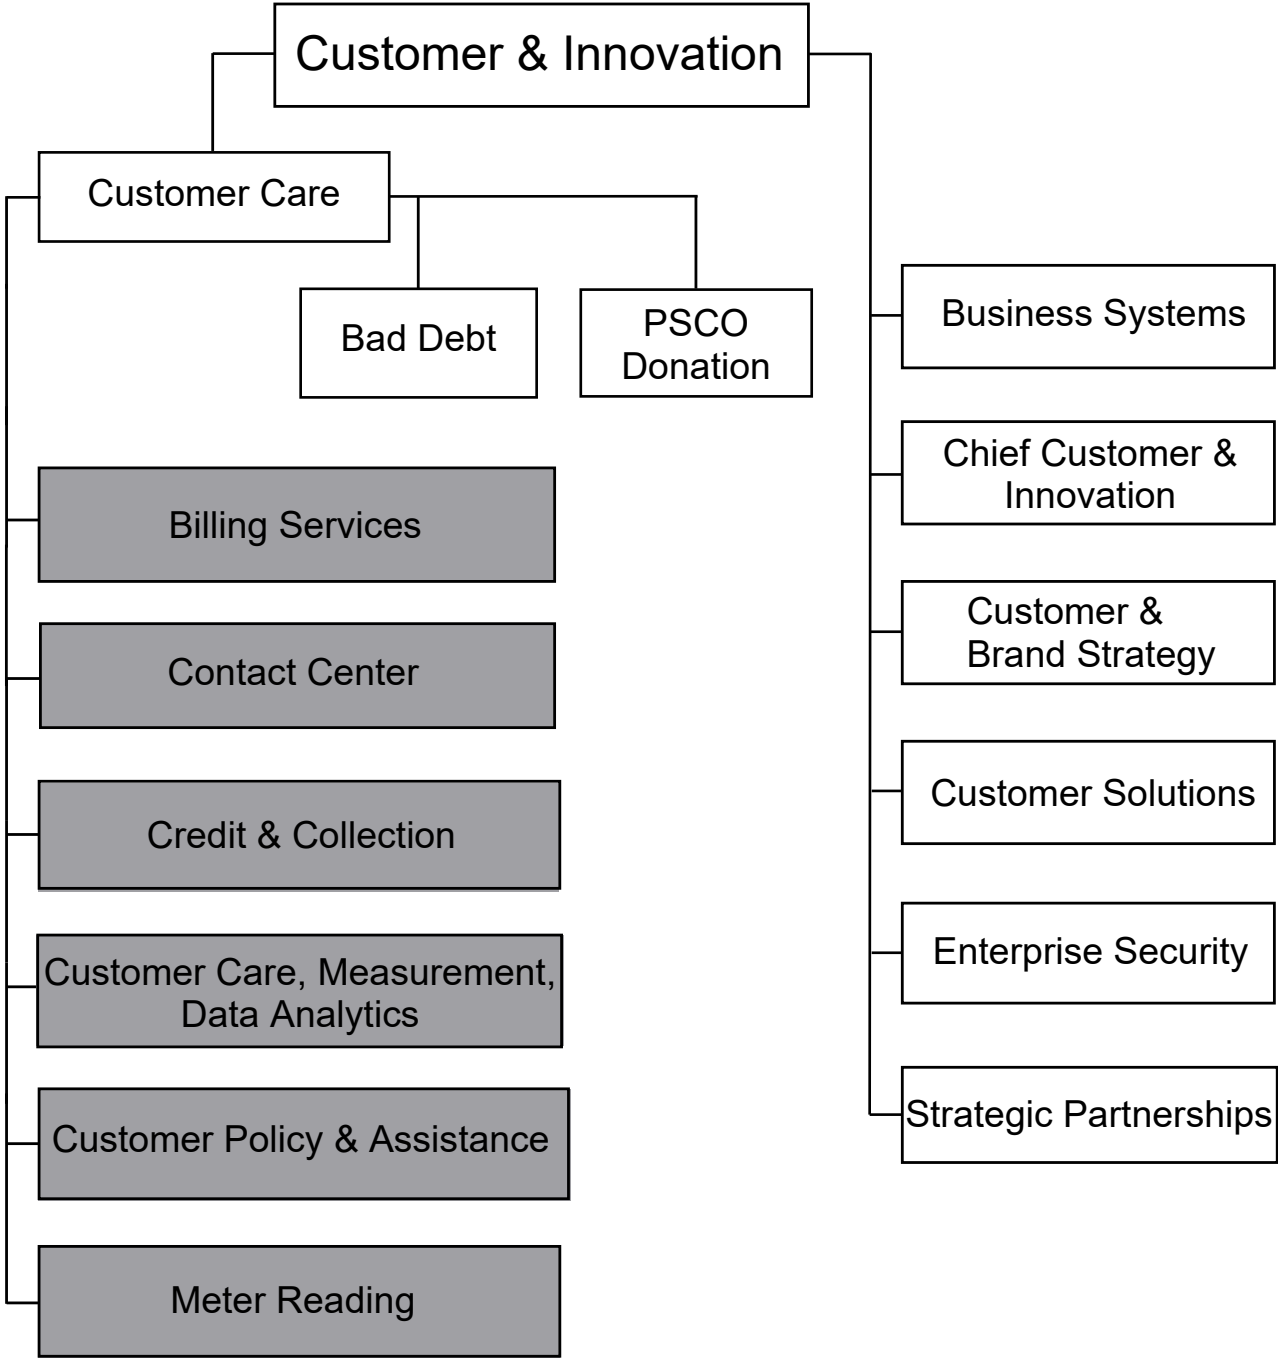 Customer & Innovation
Customer Care
Bad Debt
PSCO
Donation
Billing Services
Contact Center
Credit & Collection
Customer Care, Measurement,
Data Analytics
Customer Policy & Assistance
Meter Reading
Business Systems
Chief Customer &
Innovation
Customer &
Brand Strategy
Customer Solutions
Enterprise Security
Strategic Partnerships